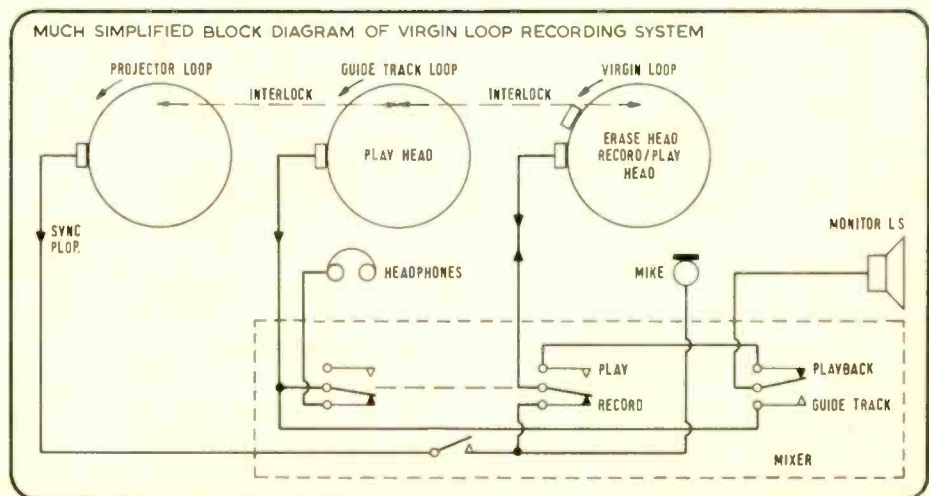 MUCH SIMPLIFIED BLOCK DIAGRAM OF VIRGIN LOOP RECORDING SYSTEM
PROJECTOR LOOP
GUIDE TRACK LOOP
VIRGIN LOOP
INTERLOCK
INTERLOCK
PLAY HEAD
ERASE HEAD
RECORD/PLAY
HEAD
SYNC
PLOP.
HEADPHONES
MIKE
MONITOR LS
PLAY
PLAYBACK
RECORD
GUIDE TRACK
MIXER